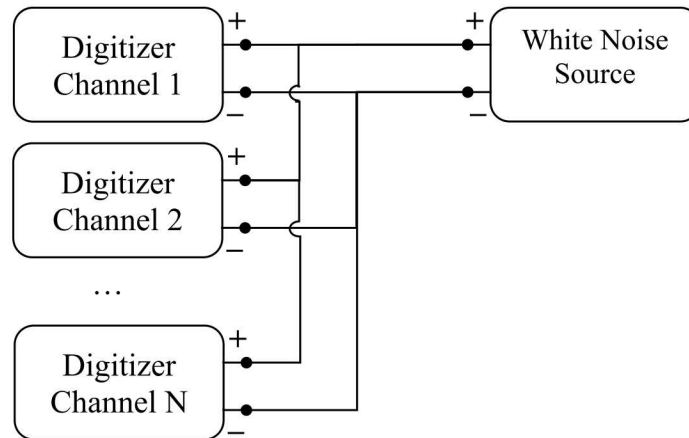 Digitizer
Channel 1
+
−
+
−
White Noise
Source
Digitizer
Channel 2
+
−
...
Digitizer
Channel N
+
−